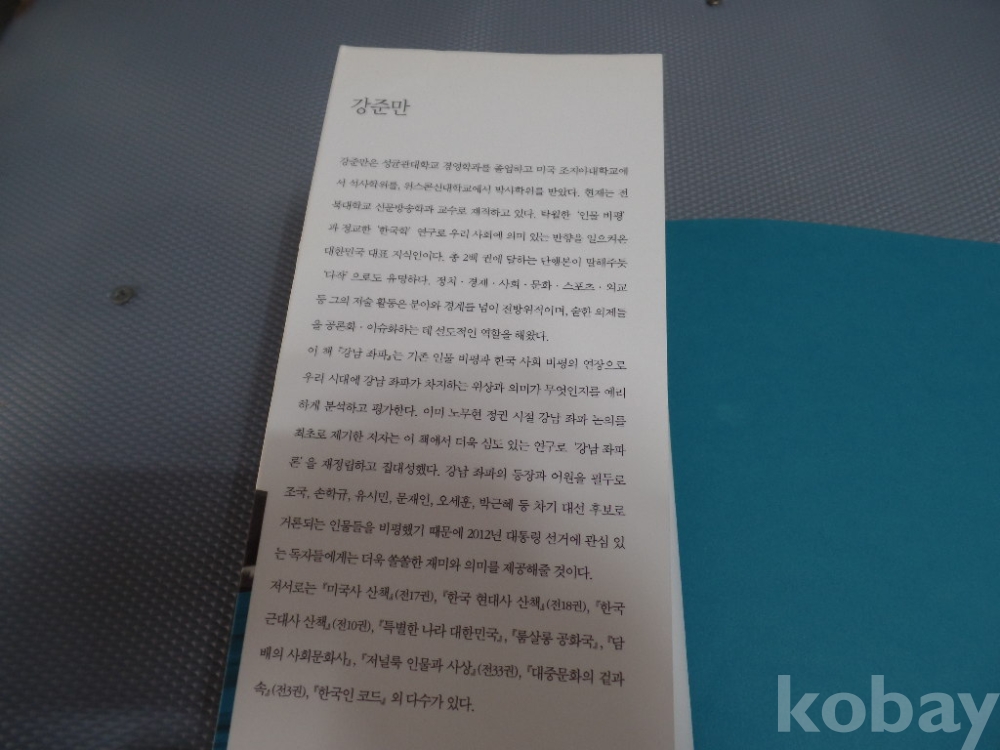 강준만
강준만은 성균관대학교 경영학과를 졸업하고 미국 조지아대학교에
서 석사학위를, 위스콘신대학교에서 박사학위를 받았다. 현재는 전
북대학교 신문방송학과 교수로 재직하고 있다. 탁월한 '인물 비평'
과 정교한 '한국학' 연구로 우리 사회에 의미 있는 반향을 일으켜온
대한민국 대표 지식인이다. 총 2백 권에 달하는 단행본이 말해주듯
'다작'으로도 유명하다. 정치·경제·사회·문화·스포츠·외교
등 그의 저술 활동은 분야와 경계를 넘어 전방위적이며, 숱한 의제들
을 공론화·이슈화하는 데 선도적인 역할을 해왔다.
이 책 『강남 좌파』는 기존 인물 비평과 한국 사회 비평의 연장으로
우리 시대에 강남 좌파가 차지하는 위상과 의미가 무엇인지를 예리
하게 분석하고 평가한다. 이미 노무현 정권 시절 강남 좌파 논의를
최초로 제기한 저자는 이 책에서 더욱 심도 있는 연구로 '강남 좌파
론'을 재정립하고 집대성했다. 강남 좌파의 등장과 어원을 필두로
조국, 손학규, 유시민, 문재인, 오세훈, 박근혜 등 차기 대선 후보로
거론되는 인물들을 비평했기 때문에 2012년 대통령 선거에 관심 있
는 독자들에게는 더욱 쏠쏠한 재미와 의미를 제공해줄 것이다.
저서로는 『미국사 산책』(전17권), 『한국 현대사 산책』(전18권), 『한국
근대사 산책』(전10권), 『특별한 나라 대한민국』, 『룸살롱 공화국』, 『담
배의 사회문화사』, 『저널룩 인물과 사상』(전33권), 『대중문화의 겉과
속』(전3권), 『한국인 코드』 외 다수가 있다.
kobay